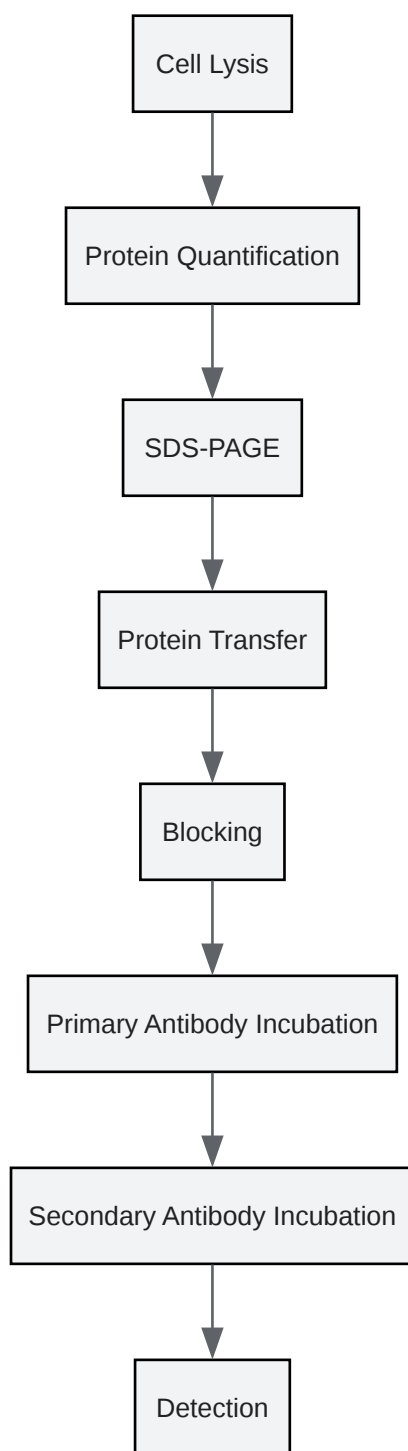 Cell Lysis
Protein Quantification
SDS-PAGE
Protein Transfer
Blocking
Primary Antibody Incubation
Secondary Antibody Incubation
Detection